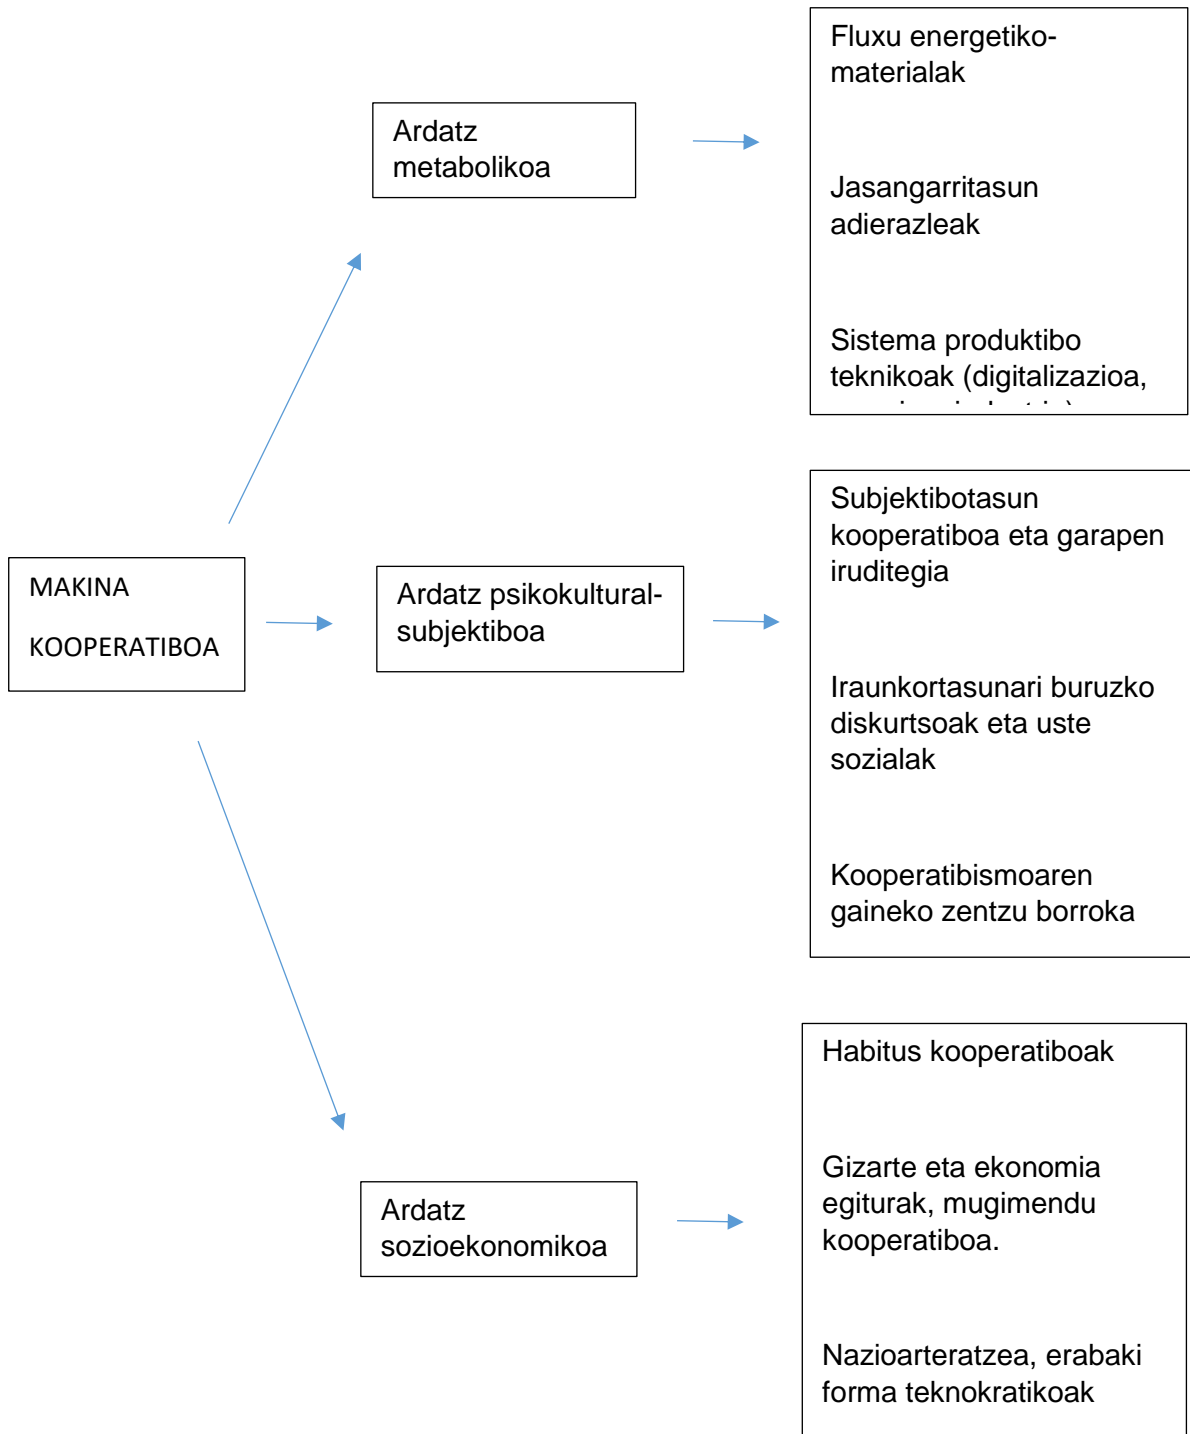 Fluxu energetiko-
materialak
Jasangarritasun
adierazleak
Sistema produktibo
teknikoak (digitalizazioa,
Ardatz
metabolikoa
MAKINA
KOOPERATIBOA
Ardatz psikokultural-
subjektiboa
Subjektibotasun
kooperatiboa eta garapen
iruditegia
Iraunkortasunari buruzko
diskurtsoak eta uste
sozialak
Kooperatibismoaren
gaineko zentzu borroka
Ardatz
sozioekonomikoa
Habitus kooperatiboak
Gizarte eta ekonomia
egiturak, mugimendu
kooperatiboa.
Nazioarteratzea, erabaki
forma teknokratikoak